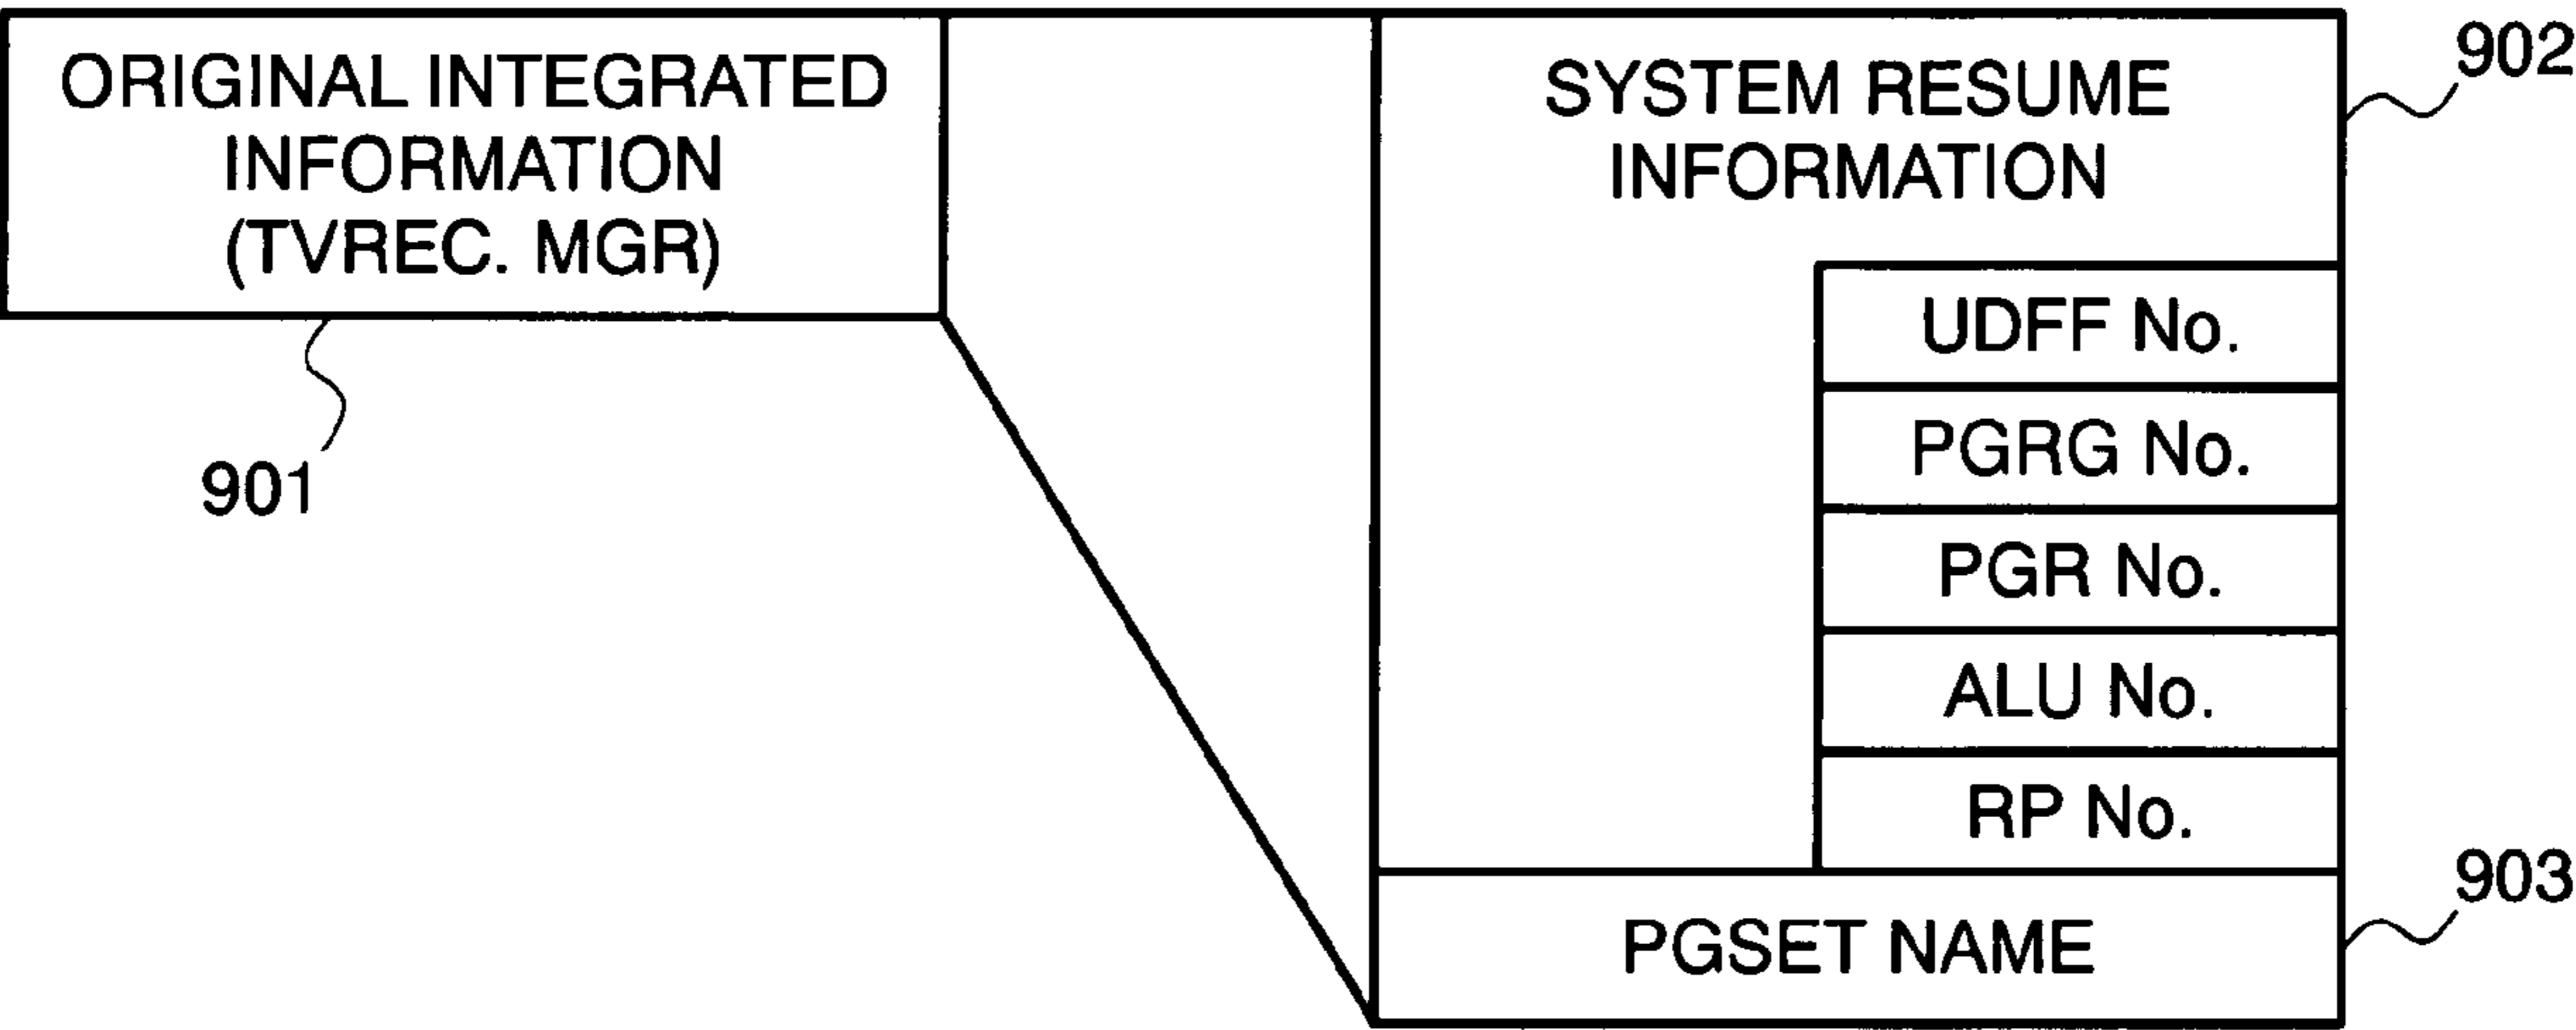 ORIGINAL INTEGRATED
INFORMATION
(TVREC. MGR)
901
SYSTEM RESUME
INFORMATION
902
UDFF No.
PGRG No.
PGR No.
ALU No.
RP No.
PGSET NAME
903